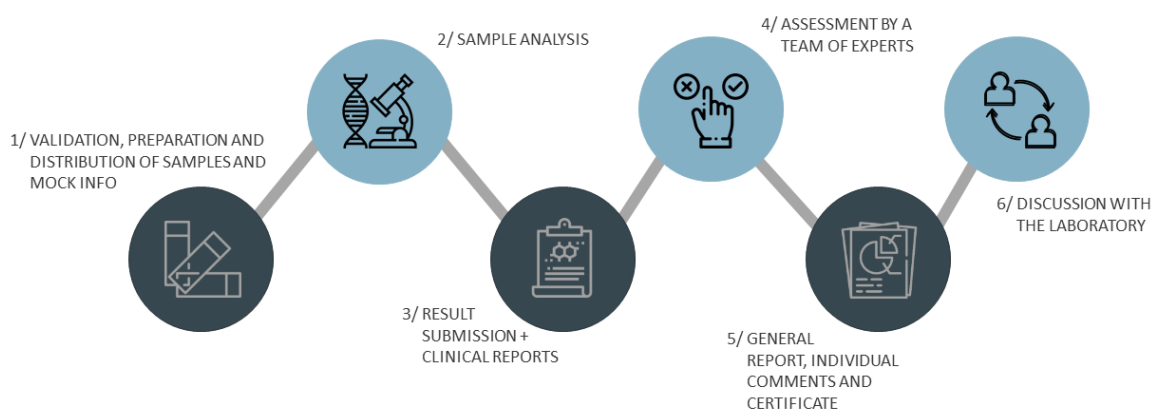 1/ VALIDATION, PREPARATION AND
DISTRIBUTION OF SAMPLES AND
MOCK INFO
2/ SAMPLE ANALYSIS
3/ RESULT
SUBMISSION +
CLINICAL REPORTS
4/ ASSESSMENT BY A
TEAM OF EXPERTS
5/ GENERAL
REPORT, INDIVIDUAL
COMMENTS AND
CERTIFICATE
6/ DISCUSSION WITH
THE LABORATORY